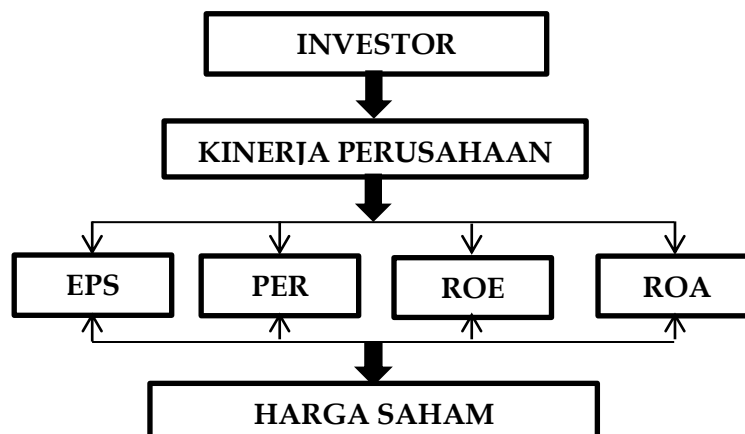 INVESTOR
KINERJA PERUSAHAAN
EPS PER ROE ROA
HARGA SAHAM